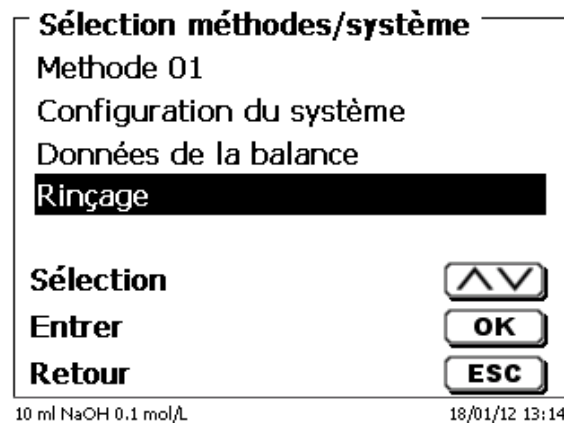 Sélection méthodes/système
Methode 01
Configuration du système
Données de la balance
Rinçage
Sélection
Entrer OK
Retour ESC
10 ml NaOH 0.1 mol/L 18/01/12 13:14